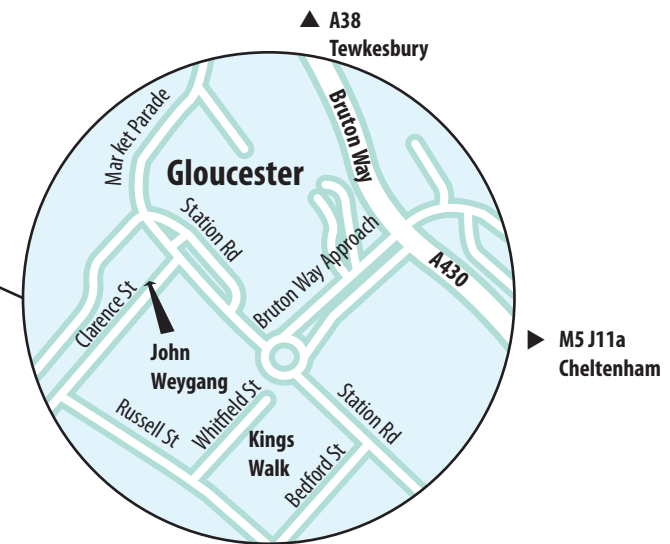 A38
Tewkesbury
Bruton Way
Market Parade
Gloucester
Station Rd
Bruton Way Approach
A430
Clarence St
John
Weygang
M5 J11a
Cheltenham
Whitfield St
Russell St
Station Rd
Kings
Walk
Bedford St